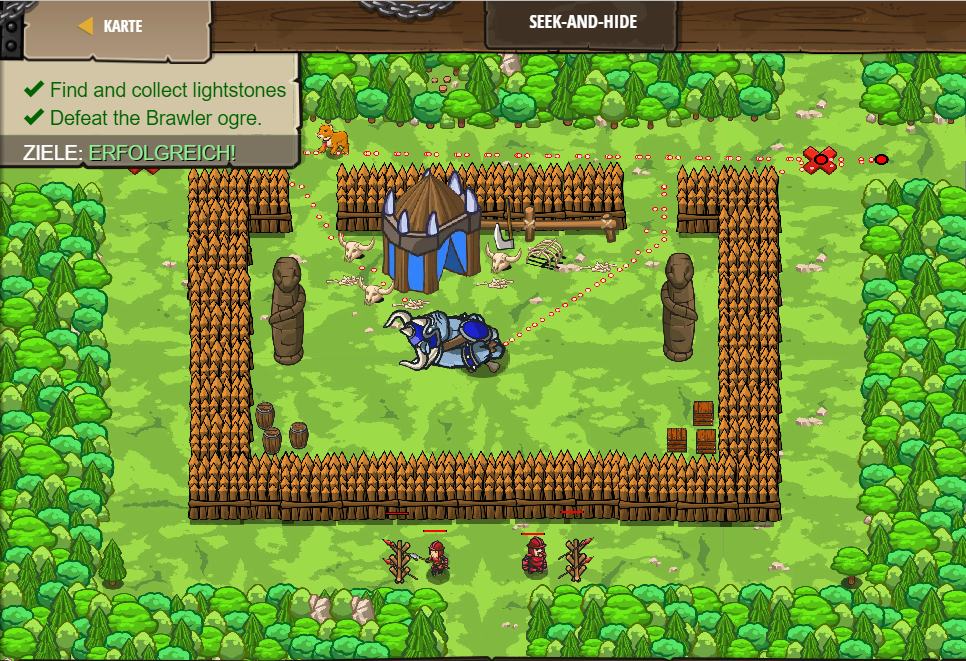 KARTE
SEEK-AND-HIDE
Find and collect lightstones
Defeat the Brawler ogre.
ZIELE: ERFOLGREICH!